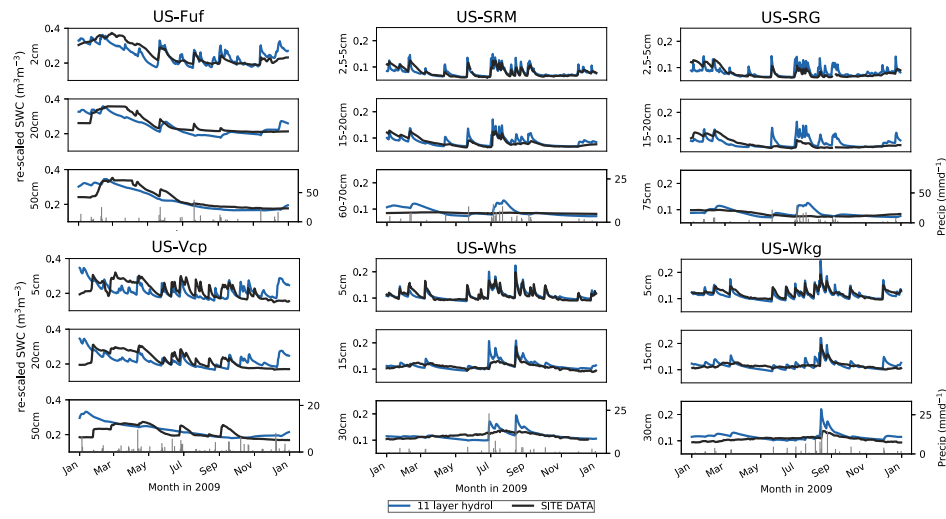 US-Fuf
US-SRM
US-SRG
re-scaled SWC (m³m⁻³)
2cm
0.4
0.2
20cm
0.4
0.2
50cm
0.4
0.2
50
0
2.5-5cm
0.2
0.1
15-20cm
0.2
0.1
60-70cm
0.2
0.1
25
0
2.5-5cm
0.2
0.1
15-20cm
0.2
0.1
75cm
0.2
0.1
50
0
Precip (mmd⁻¹)
US-Vcp
US-Whs
US-Wkg
re-scaled SWC (m³m⁻³)
5cm
0.4
0.2
20cm
0.4
0.2
50cm
0.4
0.2
20
0
5cm
0.2
0.1
15cm
0.2
0.1
30cm
0.2
0.1
25
0
5cm
0.2
0.1
15cm
0.2
0.1
30cm
0.2
0.1
25
0
Precip (mmd⁻¹)
Jan Mar May Jul Sep Nov Jan
Jan Mar May Jul Sep Nov Jan
Jan Mar May Jul Sep Nov Jan
Month in 2009
Month in 2009
Month in 2009
11 layer hydrol SITE DATA